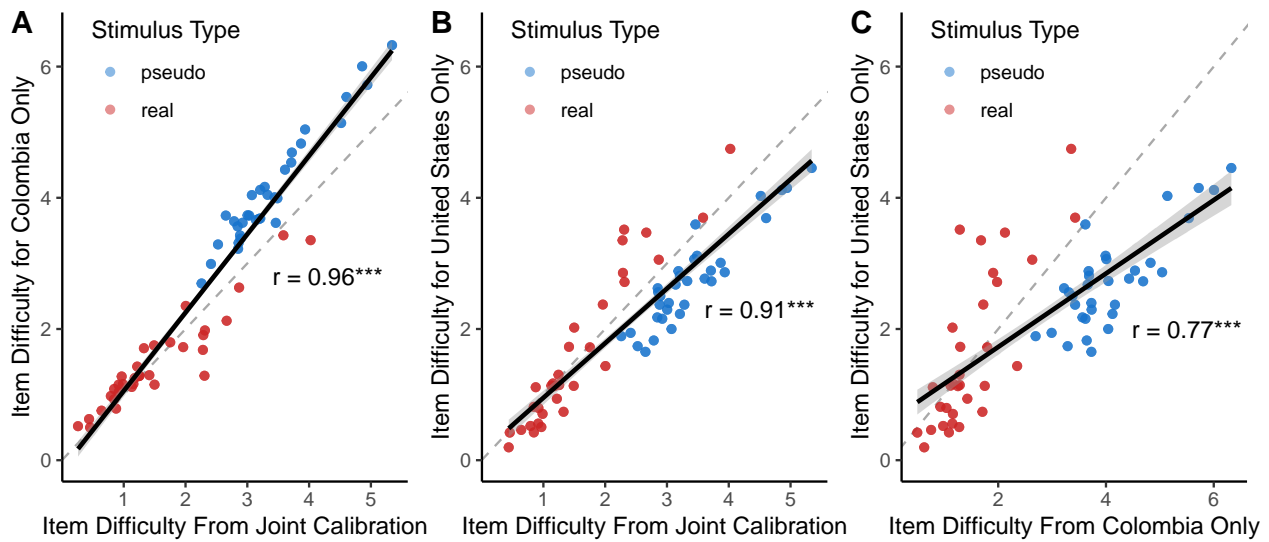 A
Stimulus Type
pseudo
real
r = 0.96***
Item Difficulty for Colombia Only
0
2
4
6
1
2
3
4
5
Item Difficulty From Joint Calibration
B
Stimulus Type
pseudo
real
r = 0.91***
Item Difficulty for United States Only
0
2
4
6
1
2
3
4
5
Item Difficulty From Joint Calibration
C
Stimulus Type
pseudo
real
r = 0.77***
Item Difficulty for United States Only
0
2
4
6
2
4
6
Item Difficulty From Colombia Only